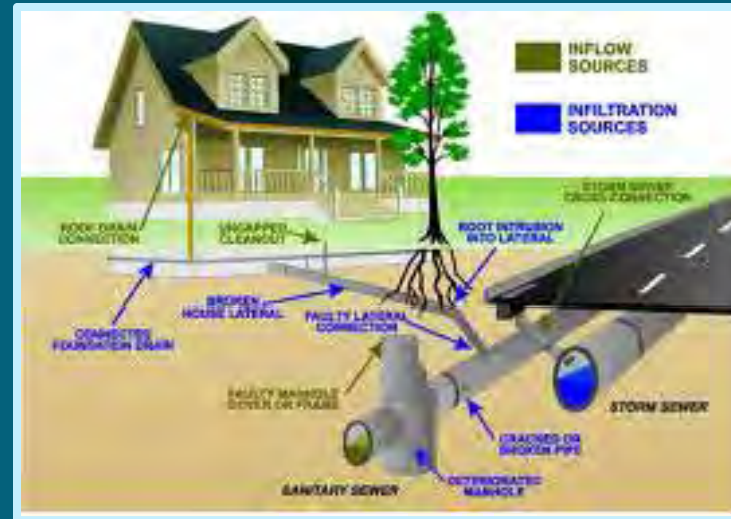 INFLOW
SOURCES
INFILTRATION
SOURCES
STORM SEWER
CROSS-CONNECTION
ROOF DRAIN
CONNECTION
UNCAPPED
CLEANOUT
ROOT INTRUSION
INTO LATERAL
BROKEN
HOUSE LATERAL
FAULTY LATERAL
CONNECTION
CONNECTED
FOUNDATION DRAIN
FAULTY MANHOLE
COVER OR FRAME
STORM SEWER
CRACKED OR
BROKEN PIPE
DETERIORATED
MANHOLE
SANITARY SEWER